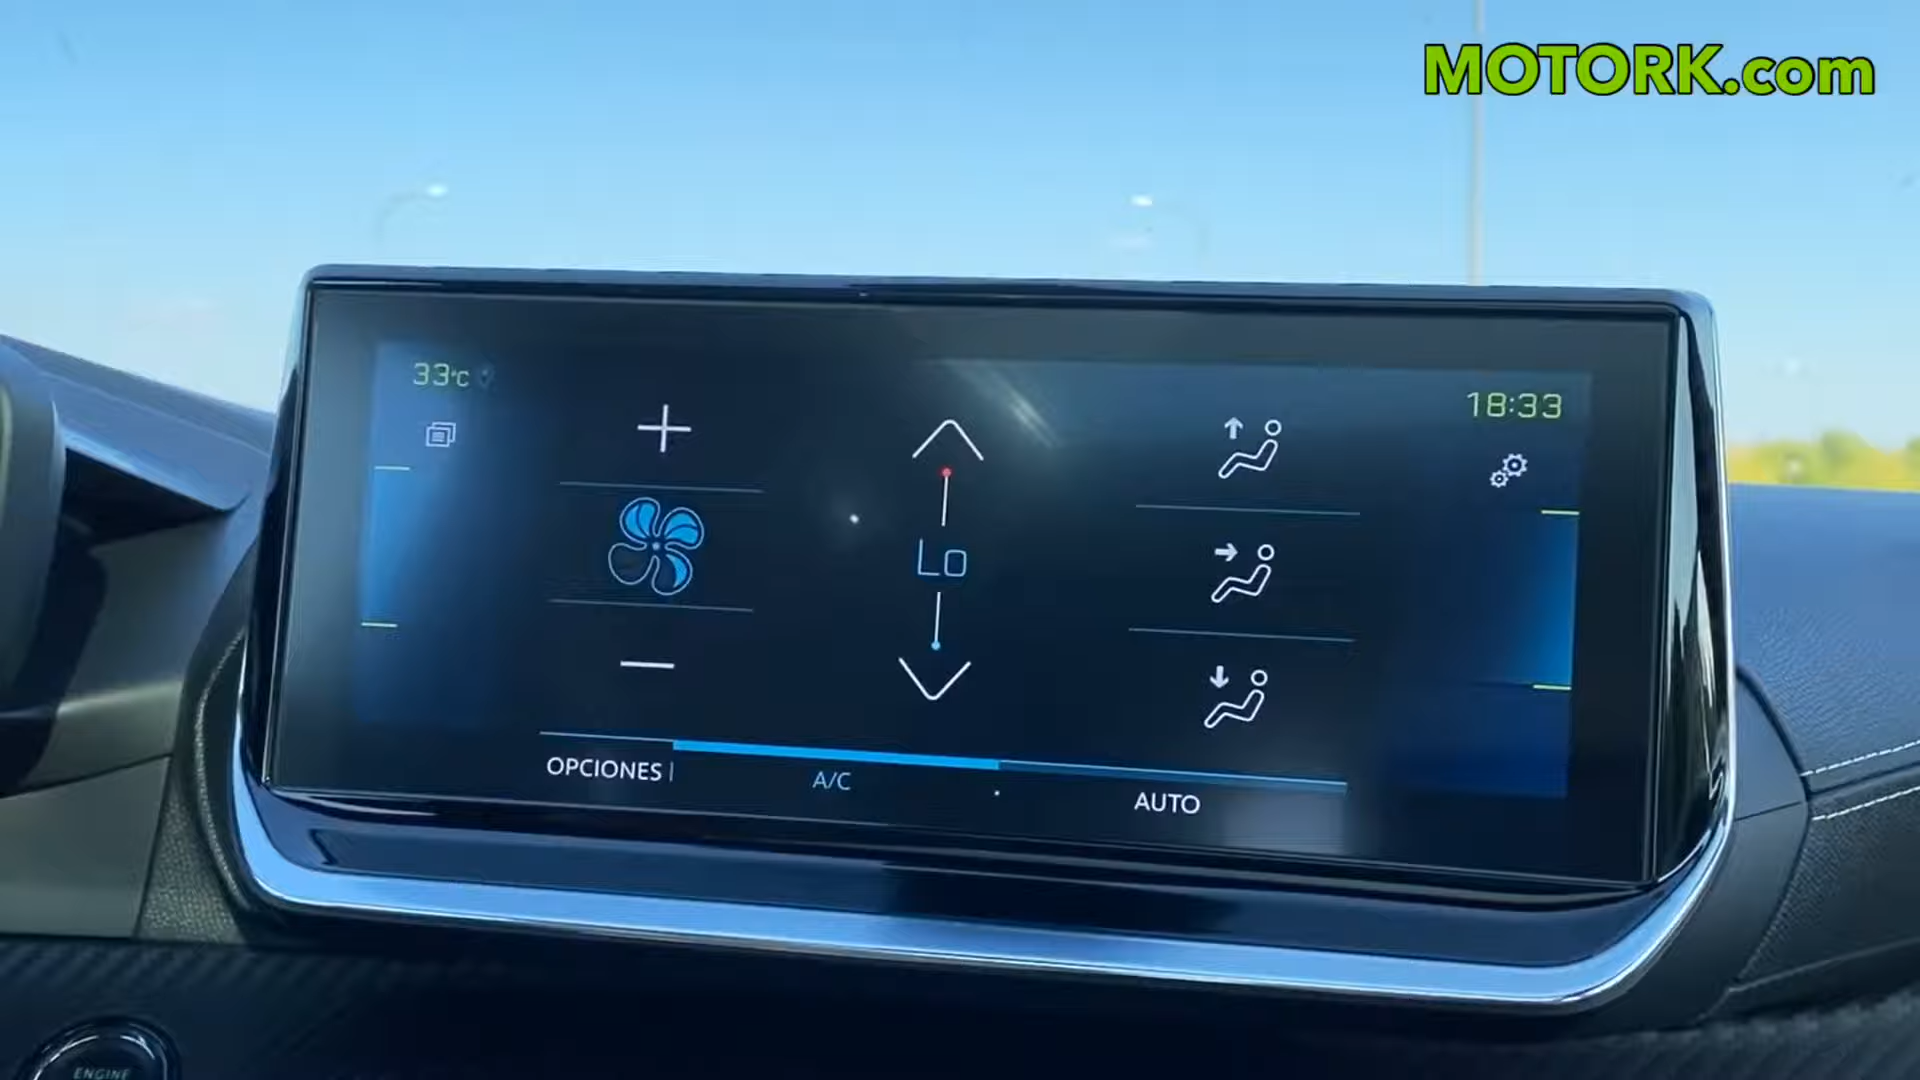 MOTORK.com
33°C
18:33
Lo
OPCIONES
A/C
AUTO
ENGINE